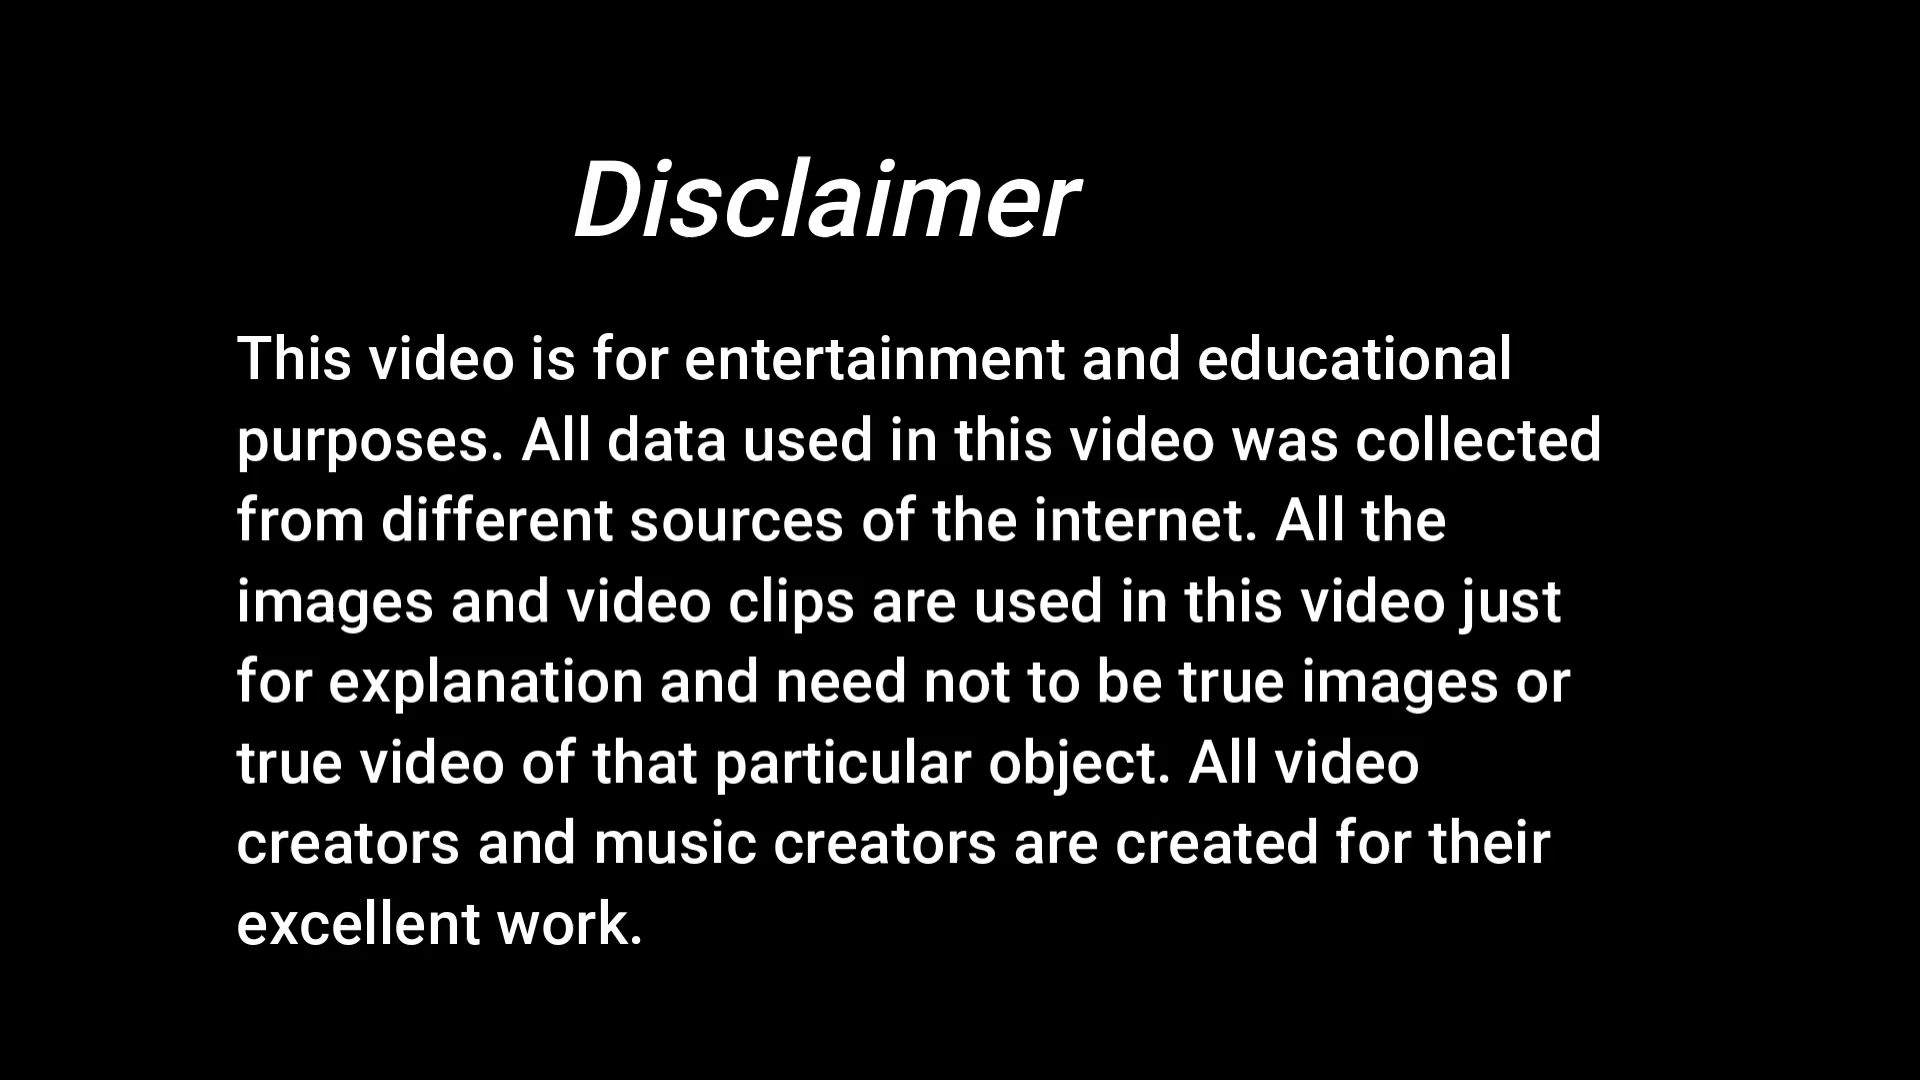 Disclaimer
This video is for entertainment and educational
purposes. All data used in this video was collected
from different sources of the internet. All the
images and video clips are used in this video just
for explanation and need not to be true images or
true video of that particular object. All video
creators and music creators are created for their
excellent work.